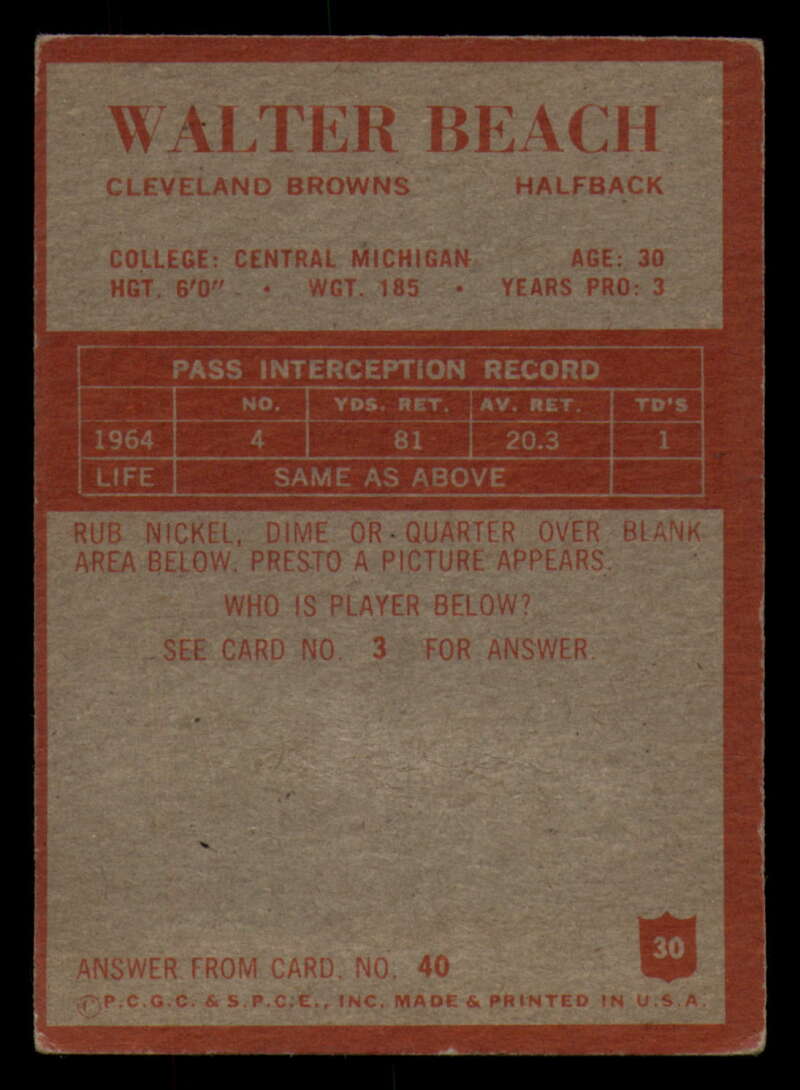 WALTER BEACH
CLEVELAND BROWNS HALFBACK
COLLEGE: CENTRAL MICHIGAN AGE: 30
HGT. 6'0" • WGT. 185 • YEARS PRO: 3
PASS INTERCEPTION RECORD
NO. YDS. RET. AV. RET. TD'S
1964 4 81 20.3 1
LIFE SAME AS ABOVE
RUB NICKEL, DIME OR QUARTER OVER BLANK
AREA BELOW. PRESTO A PICTURE APPEARS.
WHO IS PLAYER BELOW?
SEE CARD NO. 3 FOR ANSWER.
30
ANSWER FROM CARD. NO. 40
©P.C.G.C. & S.P.C.E., INC. MADE & PRINTED IN U.S.A.